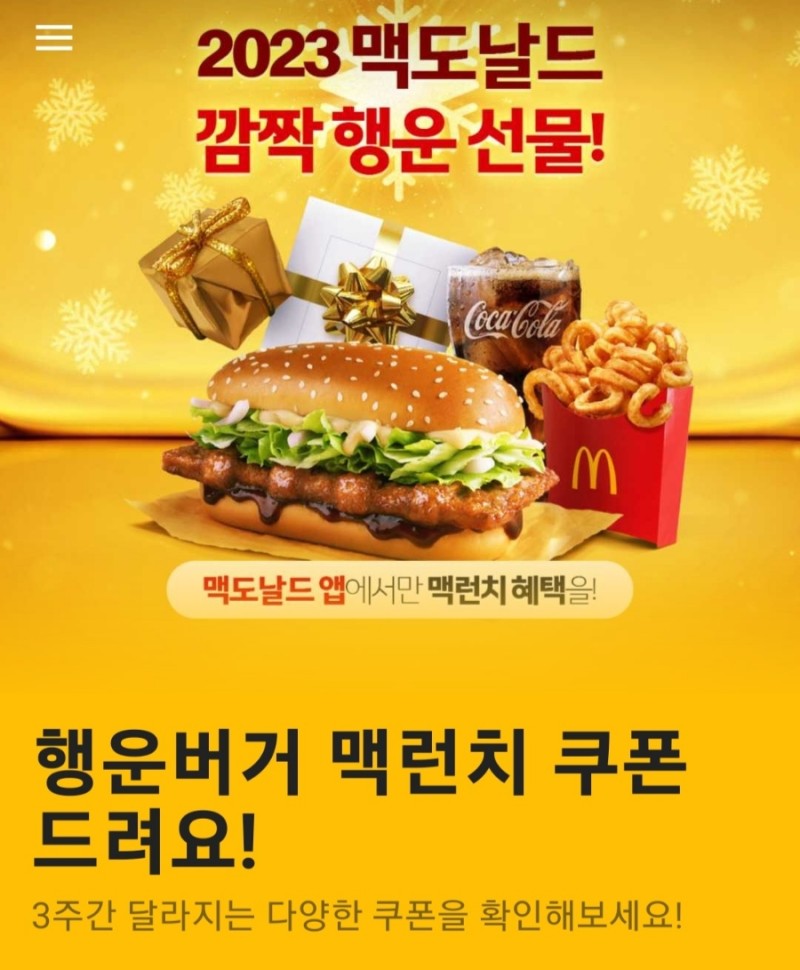 2023 맥도날드
깜짝 행운 선물!
Coca-Cola
맥도날드 앱에서만 맥런치 혜택을!
행운버거 맥런치 쿠폰
드려요!
3주간 달라지는 다양한 쿠폰을 확인해보세요!